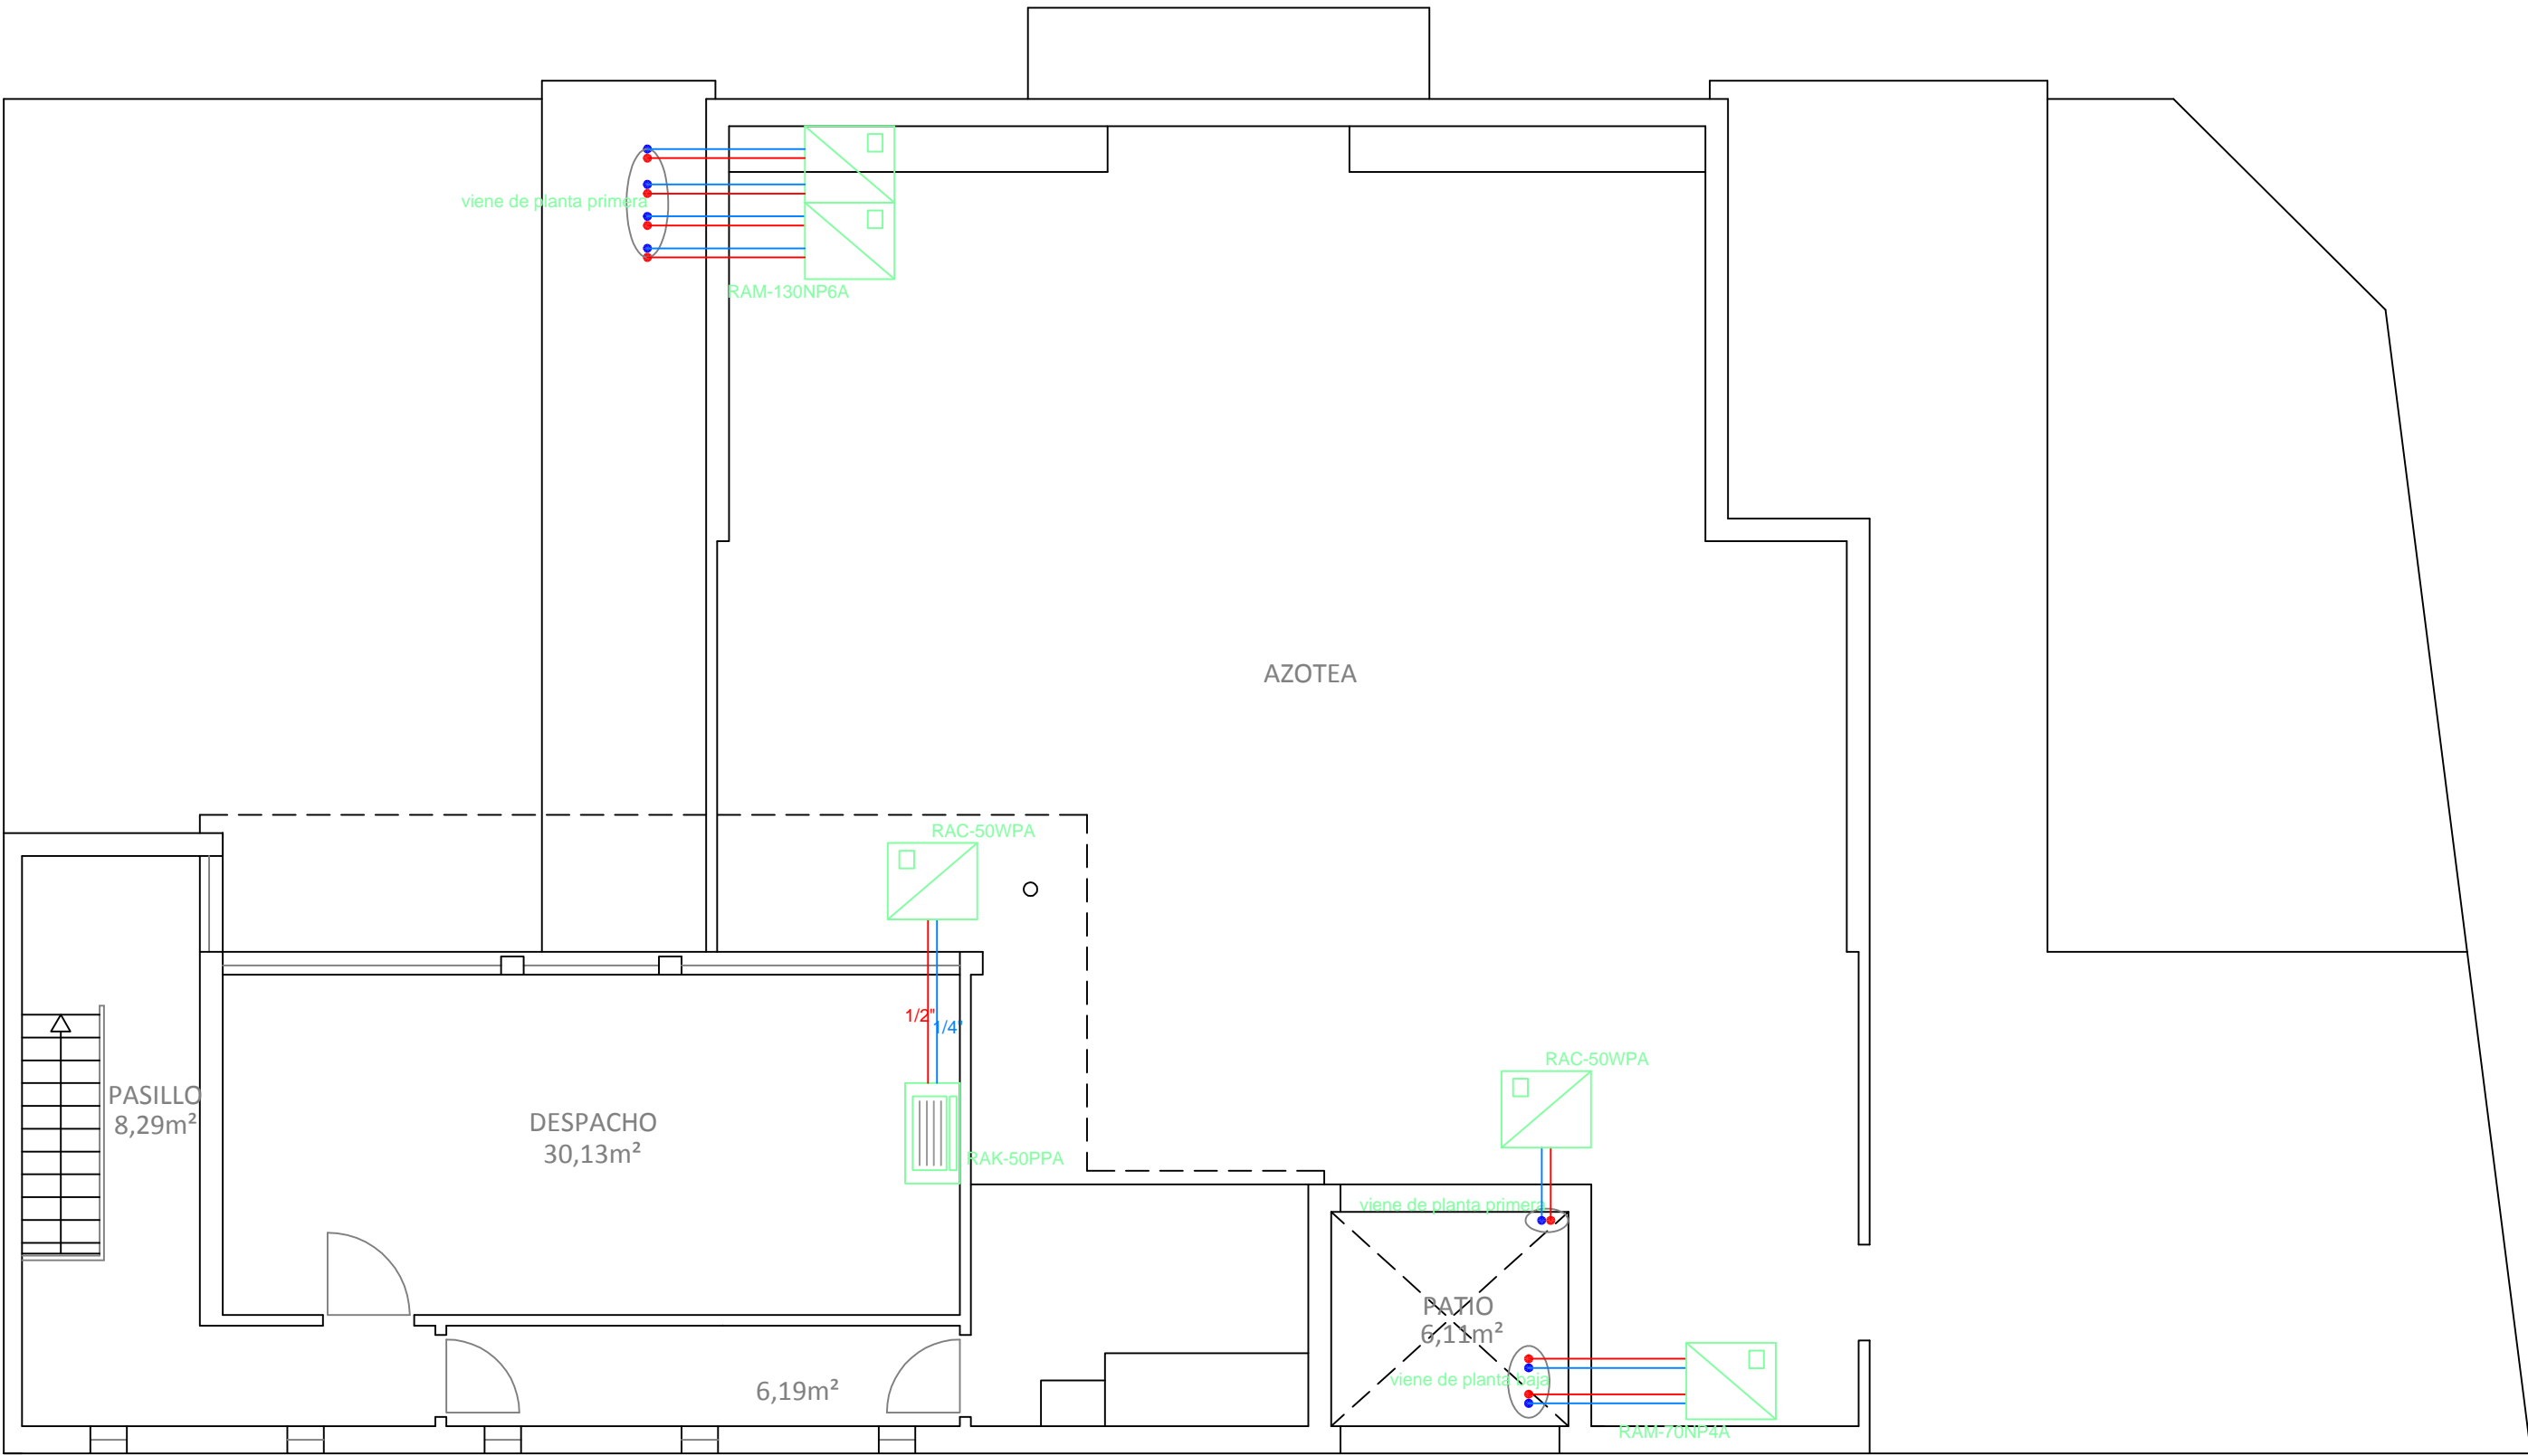 viene de planta primera
RAM-130NP6A
AZOTEA
RAC-50WPA
1/2"
1/4"
RAC-50WPA
PASILLO
8,29m²
DESPACHO
30,13m²
RAK-50PPA
viene de planta primera
PATIO
6,11m²
viene de planta baja
6,19m²
RAM-70NP4A